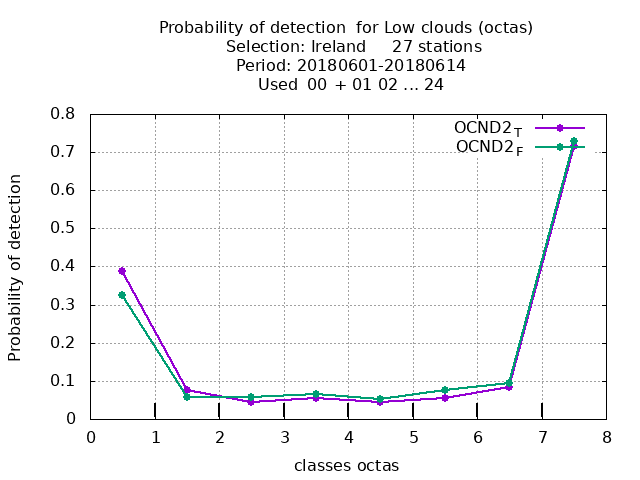 Probability of detection  for Low clouds (octas)
Selection: Ireland     27 stations
Period: 20180601-20180614
Used  00  + 01 02 ... 24
OCND2_T
OCND2_F
0.8
0.7
0.6
0.5
0.4
0.3
0.2
0.1
0
Probability of detection
0 1 2 3 4 5 6 7 8
classes octas